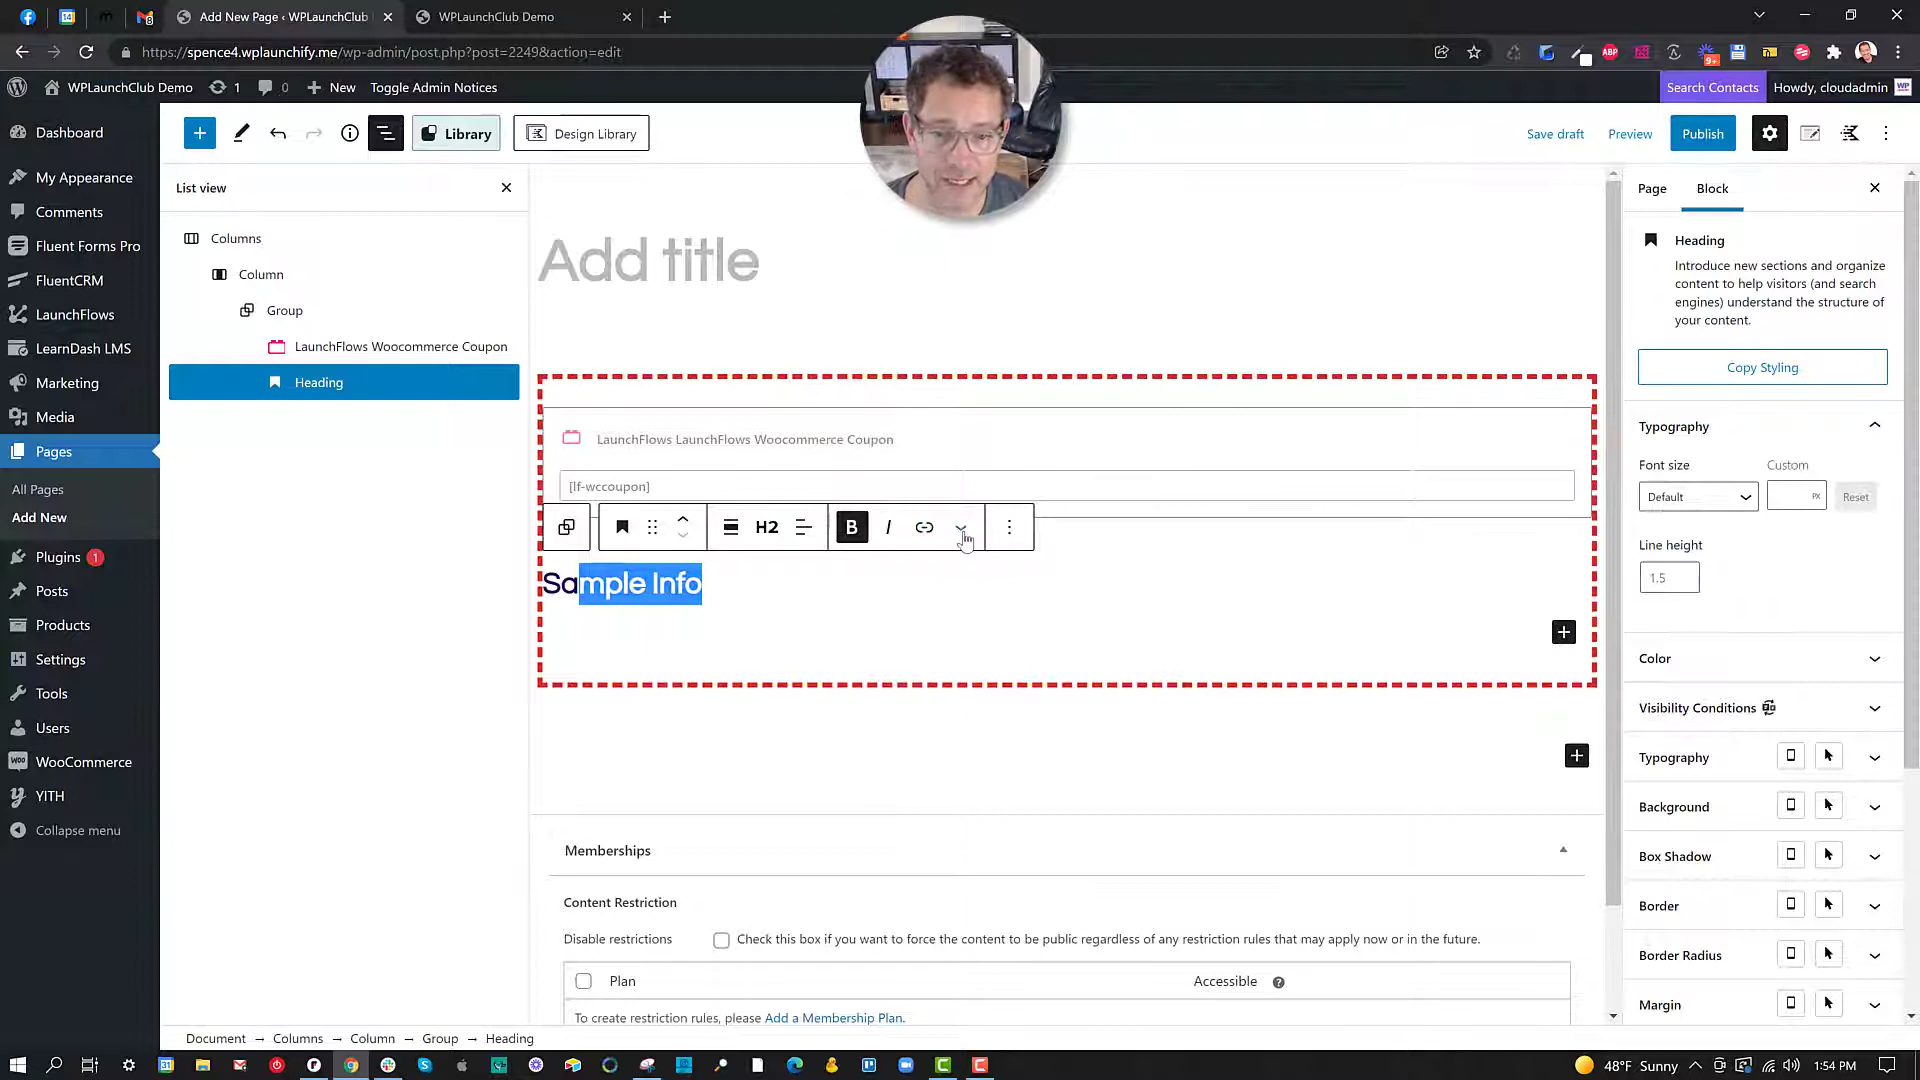 Add New Page ‹ WPLaunchClub
WPLaunchClub Demo
https://spence4.wplaunchify.me/wp-admin/post.php?post=2249&action=edit
ABP
9+
WPLaunchClub Demo
1
0
New
Toggle Admin Notices
Search Contacts
Howdy, cloudadmin
Dashboard
My Appearance
Comments
Fluent Forms Pro
FluentCRM
LaunchFlows
LearnDash LMS
Marketing
Media
Pages
All Pages
Add New
Plugins 1
Posts
Products
Settings
Tools
Users
WooCommerce
YITH
Collapse menu
Library
Design Library
Save draft
Preview
Publish
List view
Columns
Column
Group
LaunchFlows Woocommerce Coupon
Heading
Add title
LaunchFlows LaunchFlows Woocommerce Coupon
[lf-wccoupon]
H2
B
I
Sample Info
Memberships
Content Restriction
Disable restrictions
Check this box if you want to force the content to be public regardless of any restriction rules that may apply now or in the future.
Plan
Accessible
To create restriction rules, please Add a Membership Plan.
Page
Block
Heading
Introduce new sections and organize
content to help visitors (and search
engines) understand the structure of
your content.
Copy Styling
Typography
Font size
Custom
Default
PX
Reset
Line height
1.5
Color
Visibility Conditions
Typography
Background
Box Shadow
Border
Border Radius
Margin
Document → Columns → Column → Group → Heading
48°F Sunny
1:54 PM